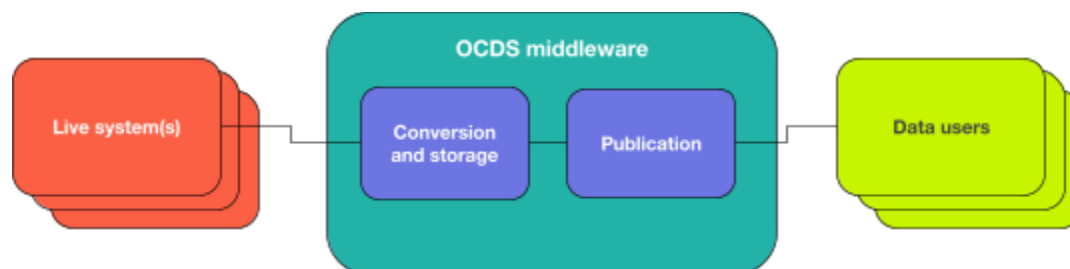 OCDS middleware
Live system(s)
Conversion
and storage
Publication
Data users